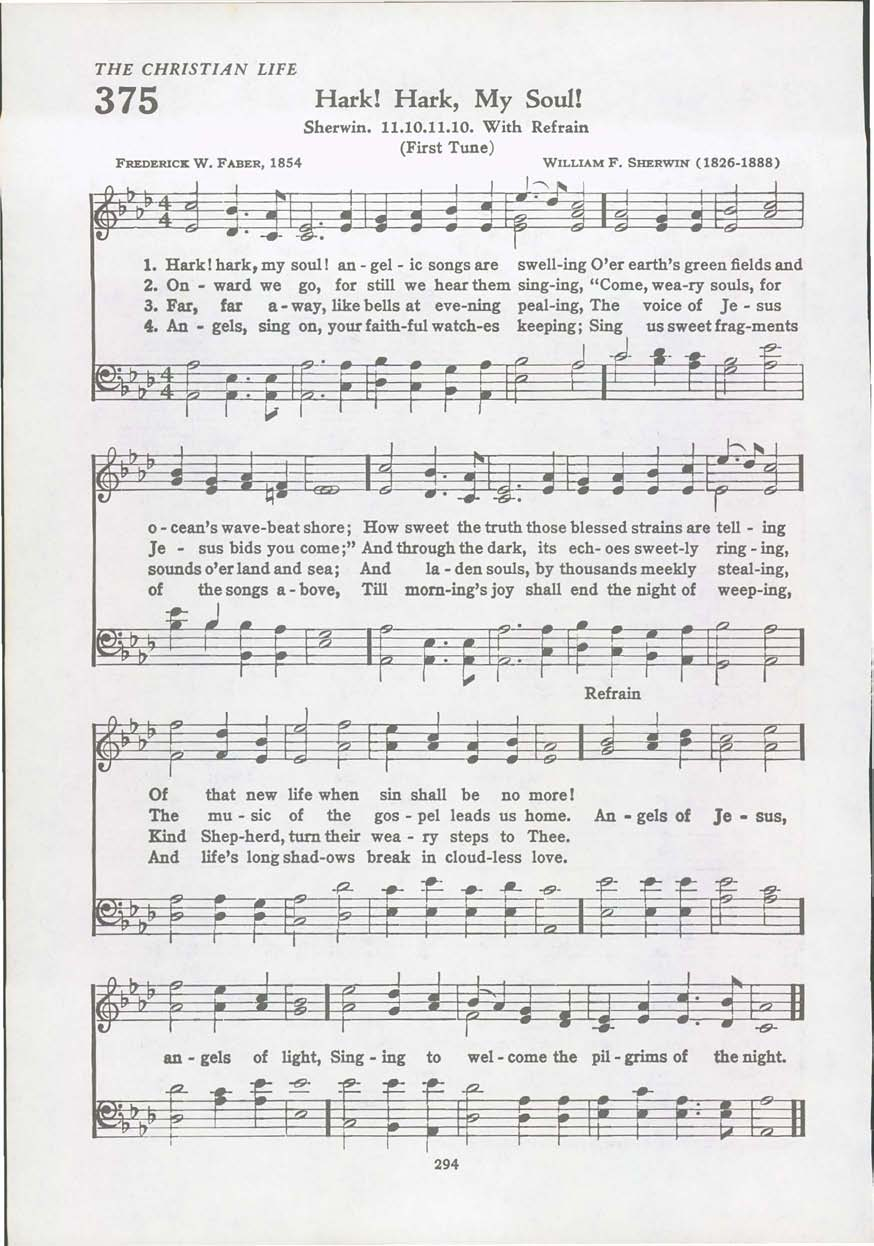 THE CHRISTIAN LIFE
375
Hark! Hark, My Soul!
Sherwin. 11.10.11.10. With Refrain
(First Tune)
FREDERICK W. FABER, 1854
WILLIAM F. SHERWIN (1826-1888)
1. Hark! hark, my soul! an - gel - ic songs are swell-ing O'er earth's green fields and
2. On - ward we go, for still we hear them sing-ing, "Come, wea-ry souls, for
3. Far, far a - way, like bells at eve-ning peal-ing, The voice of Je - sus
4. An - gels, sing on, your faith-ful watch-es keeping; Sing us sweet frag-ments
o - cean's wave-beat shore; How sweet the truth those blessed strains are tell - ing
Je - sus bids you come;" And through the dark, its ech- oes sweet-ly ring - ing,
sounds o'er land and sea; And la - den souls, by thousands meekly steal-ing,
of the songs a - bove, Till morn-ing's joy shall end the night of weep-ing,
Refrain
Of that new life when sin shall be no more!
The mu - sic of the gos - pel leads us home. An - gels of Je - sus,
Kind Shep-herd, turn their wea - ry steps to Thee.
And life's long shad-ows break in cloud-less love.
an - gels of light, Sing - ing to wel - come the pil - grims of the night.
294